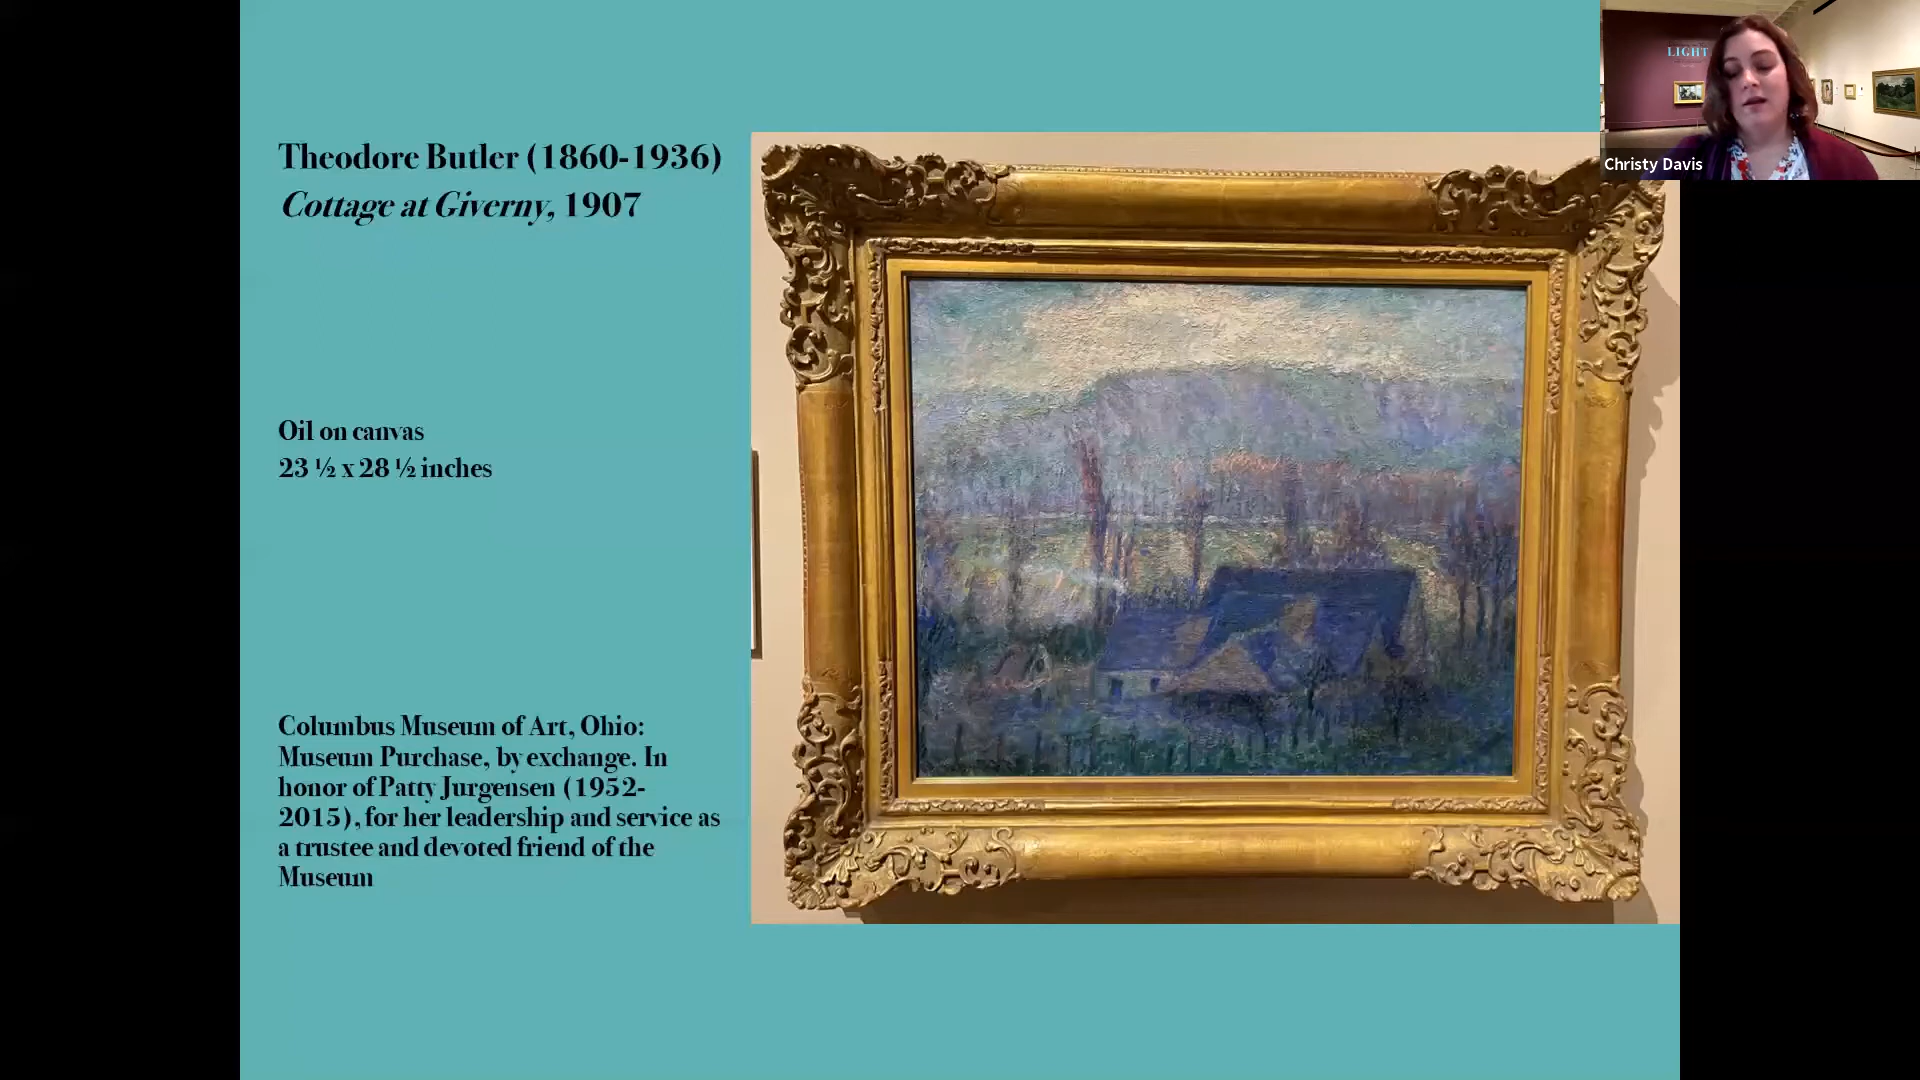 Theodore Butler (1860-1936)
Cottage at Giverny, 1907
Oil on canvas
23 ½ x 28 ½ inches
Columbus Museum of Art, Ohio:
Museum Purchase, by exchange. In
honor of Patty Jurgensen (1952-
2015), for her leadership and service as
a trustee and devoted friend of the
Museum
LIGHT
Christy Davis